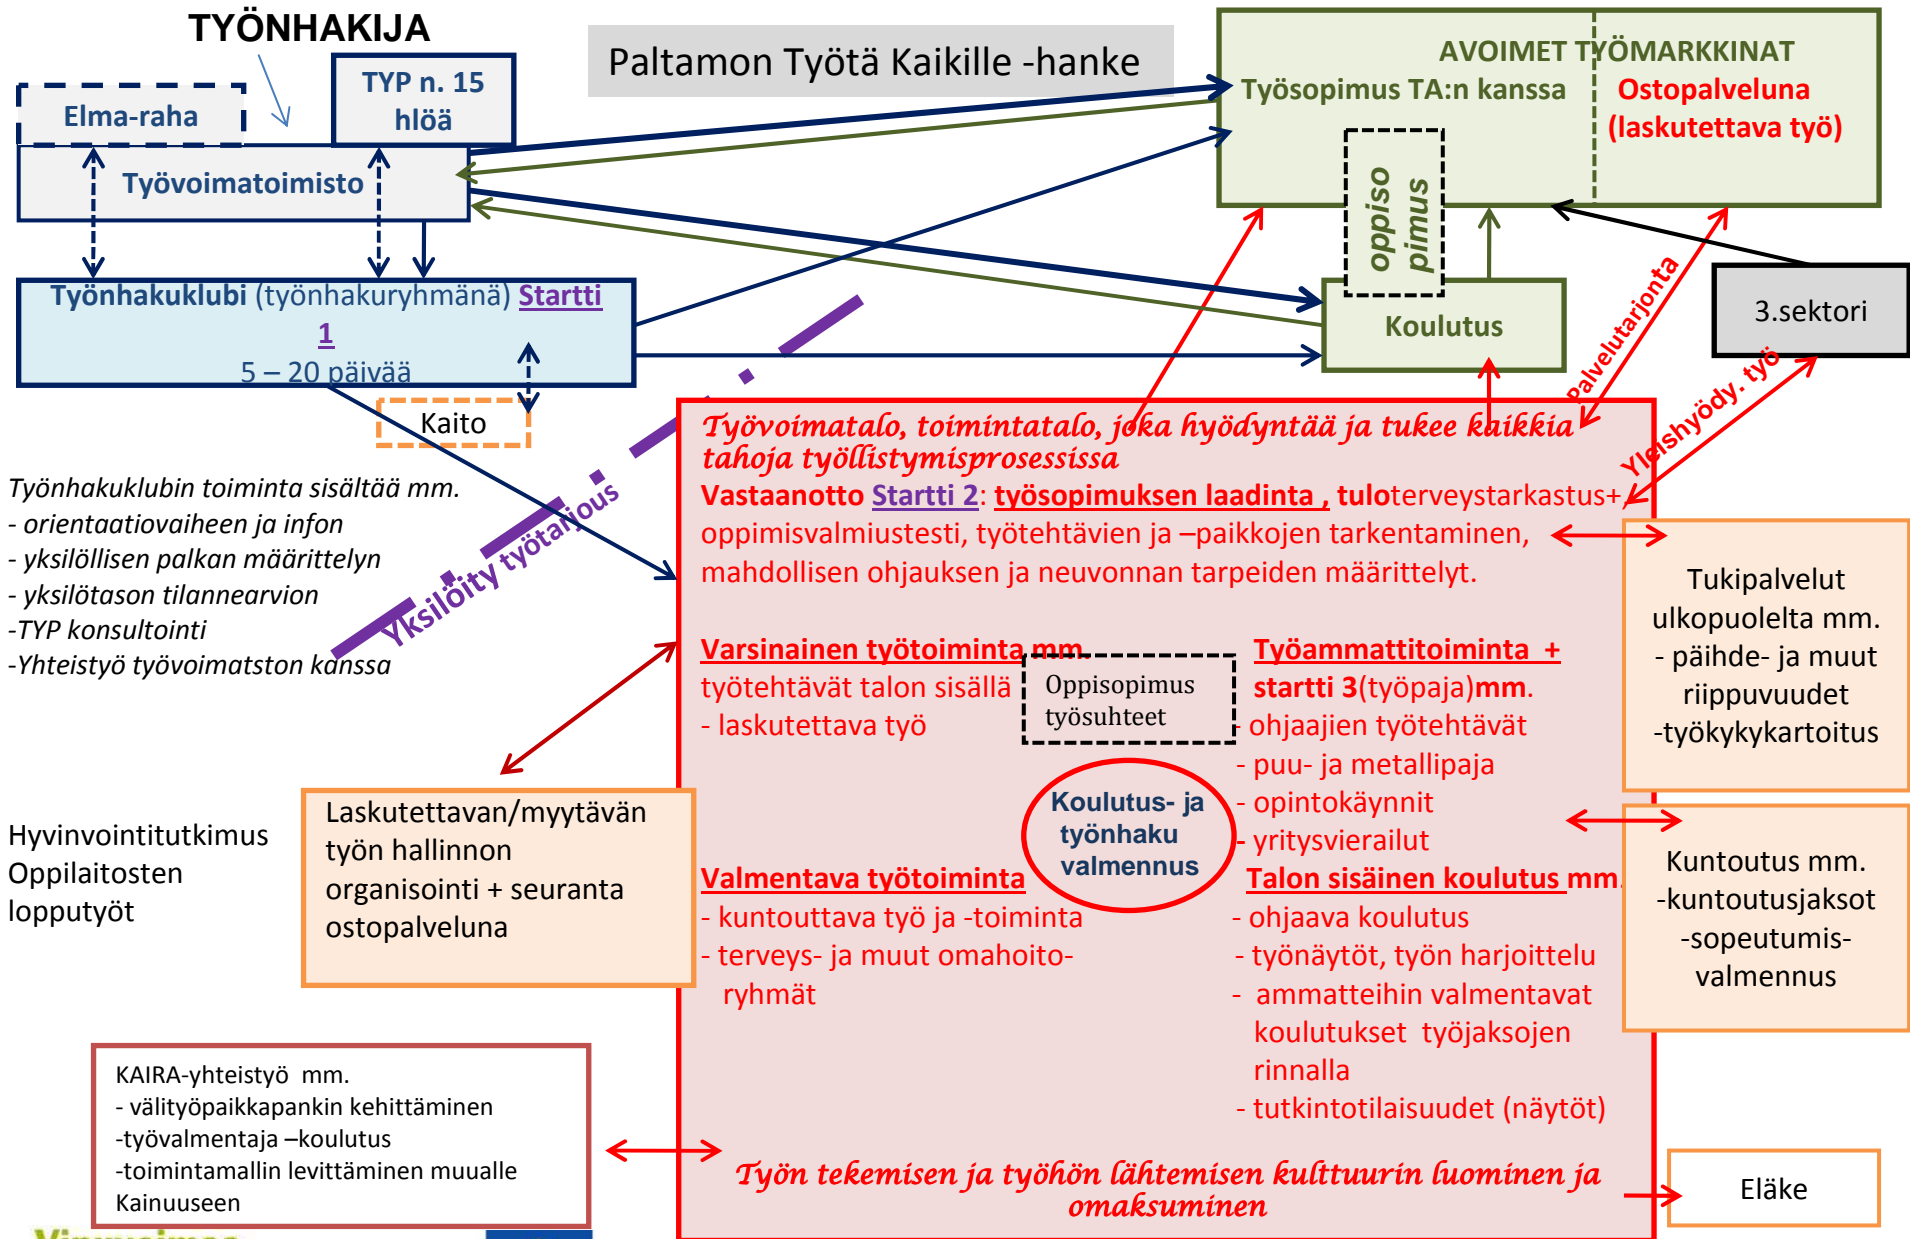 TYÖNHAKIJA
Paltamon Työtä Kaikille -hanke
Elma-raha
TYP n. 15
hlöä
Työvoimatoimisto
AVOIMET TYÖMARKKINAT
Työsopimus TA:n kanssa
Ostopalveluna
(laskutettava työ)
oppiso
pimus
Koulutus
3.sektori
Työnhakuklubi (työnhakuryhmänä) Startti
1
5 – 20 päivää
Kaito
Palvelutarjonta
Yleishyödy. työ
Yksilöity työtarjous
Työnhakuklubin toiminta sisältää mm.
- orientaatiovaiheen ja infon
- yksilöllisen palkan määrittelyn
- yksilötason tilannearvion
-TYP konsultointi
-Yhteistyö työvoimatston kanssa
Työvoimatalo, toimintatalo, joka hyödyntää ja tukee kaikkia
tahoja työllistymisprosessissa
Vastaanotto Startti 2: työsopimuksen laadinta , tuloterveystarkastus+,
oppimisvalmiustesti, työtehtävien ja –paikkojen tarkentaminen,
mahdollisen ohjauksen ja neuvonnan tarpeiden määrittelyt.
Varsinainen työtoiminta mm.
työtehtävät talon sisällä
- laskutettava työ
Oppisopimus
työsuhteet
Työammattitoiminta +
startti 3(työpaja)mm.
- ohjaajien työtehtävät
- puu- ja metallipaja
- opintokäynnit
- yritysvierailut
Koulutus- ja
työnhaku
valmennus
Valmentava työtoiminta
- kuntouttava työ ja -toiminta
- terveys- ja muut omahoito-
ryhmät
Talon sisäinen koulutus mm.
- ohjaava koulutus
- työnäytöt, työn harjoittelu
- ammatteihin valmentavat
koulutukset työjaksojen
rinnalla
- tutkintotilaisuudet (näytöt)
Työn tekemisen ja työhön lähtemisen kulttuurin luominen ja
omaksuminen
Tukipalvelut
ulkopuolelta mm.
- päihde- ja muut
riippuvuudet
-työkykykartoitus
Kuntoutus mm.
-kuntoutusjaksot
-sopeutumis-
valmennus
Eläke
Hyvinvointitutkimus
Oppilaitosten
lopputyöt
Laskutettavan/myytävän
työn hallinnon
organisointi + seuranta
ostopalveluna
KAIRA-yhteistyö mm.
- välityöpaikkapankin kehittäminen
-työvalmentaja –koulutus
-toimintamallin levittäminen muualle
Kainuuseen